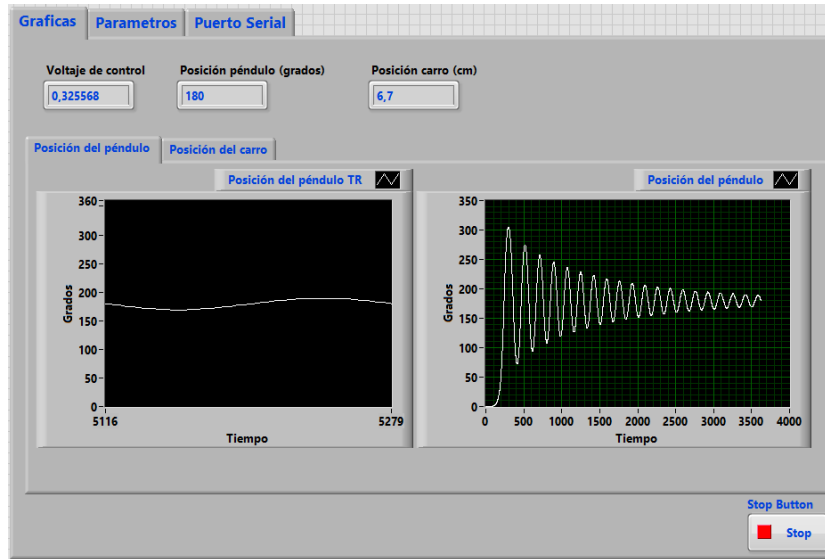 Graficas Parametros Puerto Serial
Voltaje de control Posición péndulo (grados) Posición carro (cm)
0,325568 180 6,7
Posición del péndulo Posición del carro
Posición del péndulo TR
360
300
250
200
150
100
50
0
Grados
5116 5279
Tiempo
Posición del péndulo
350
300
250
200
150
100
50
0
Grados
0 500 1000 1500 2000 2500 3000 3500 4000
Tiempo
Stop Button
Stop